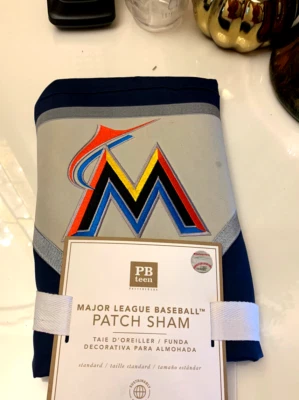 M
PB
teen
MAJOR LEAGUE BASEBALL™
PATCH SHAM
TAIE D'OREILLER / FUNDA
DECORATIVA PARA ALMOHADA
standard / taille standard / tamaño estándar